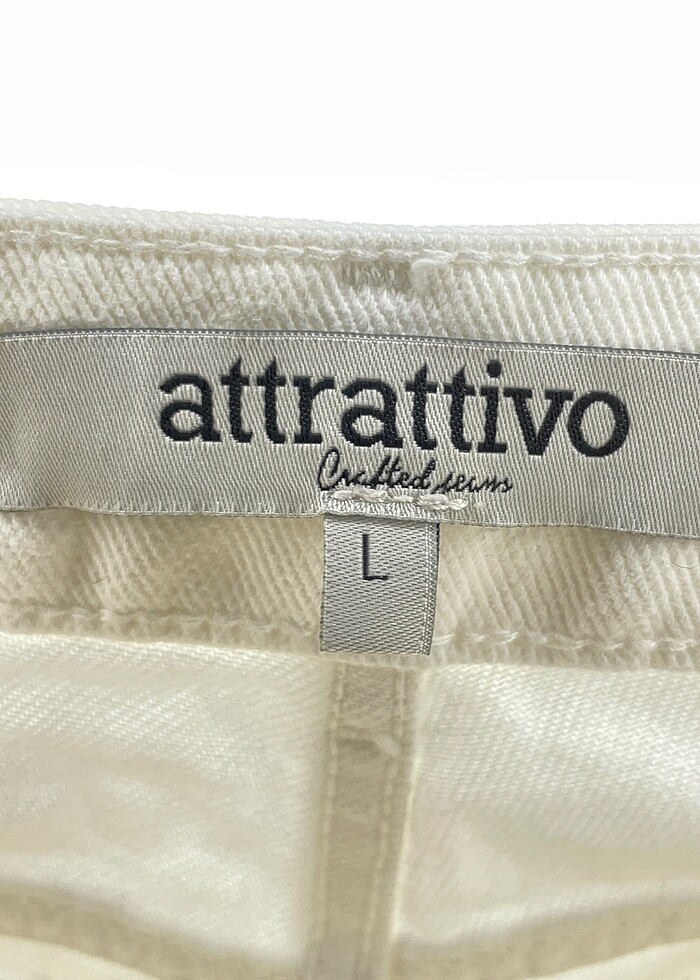 attrattivo
Crafted jeans
L